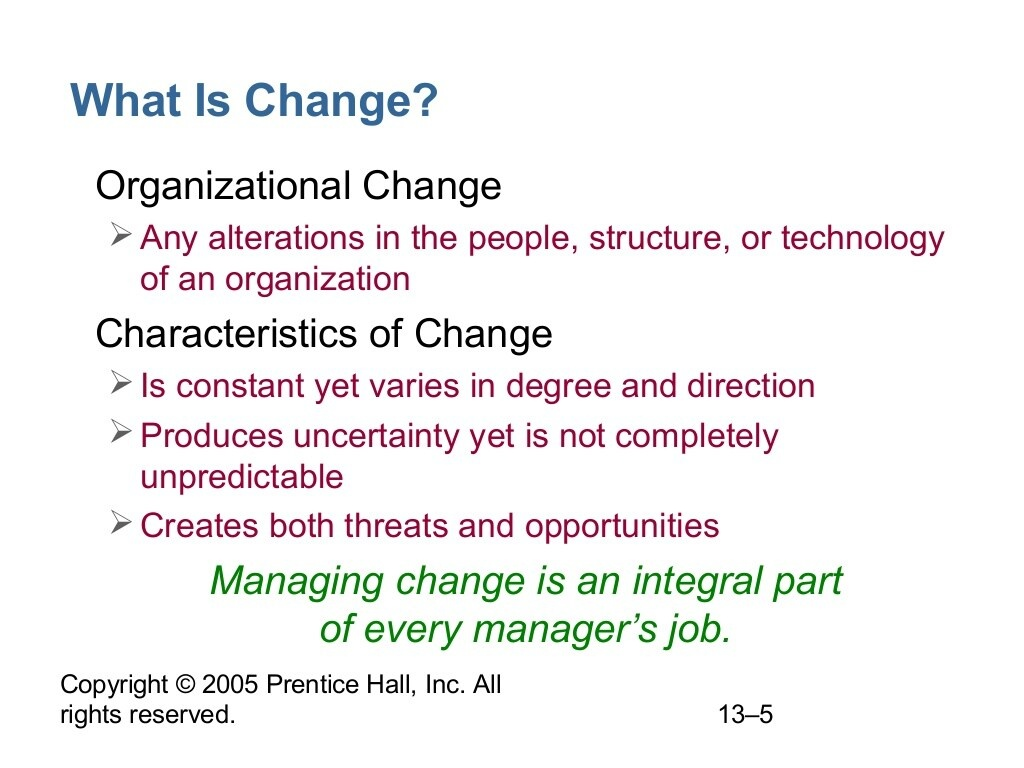 What Is Change?
Organizational Change
Any alterations in the people, structure, or technology
of an organization
Characteristics of Change
Is constant yet varies in degree and direction
Produces uncertainty yet is not completely
unpredictable
Creates both threats and opportunities
Managing change is an integral part
of every manager’s job.
Copyright © 2005 Prentice Hall, Inc. All
rights reserved.
13–5